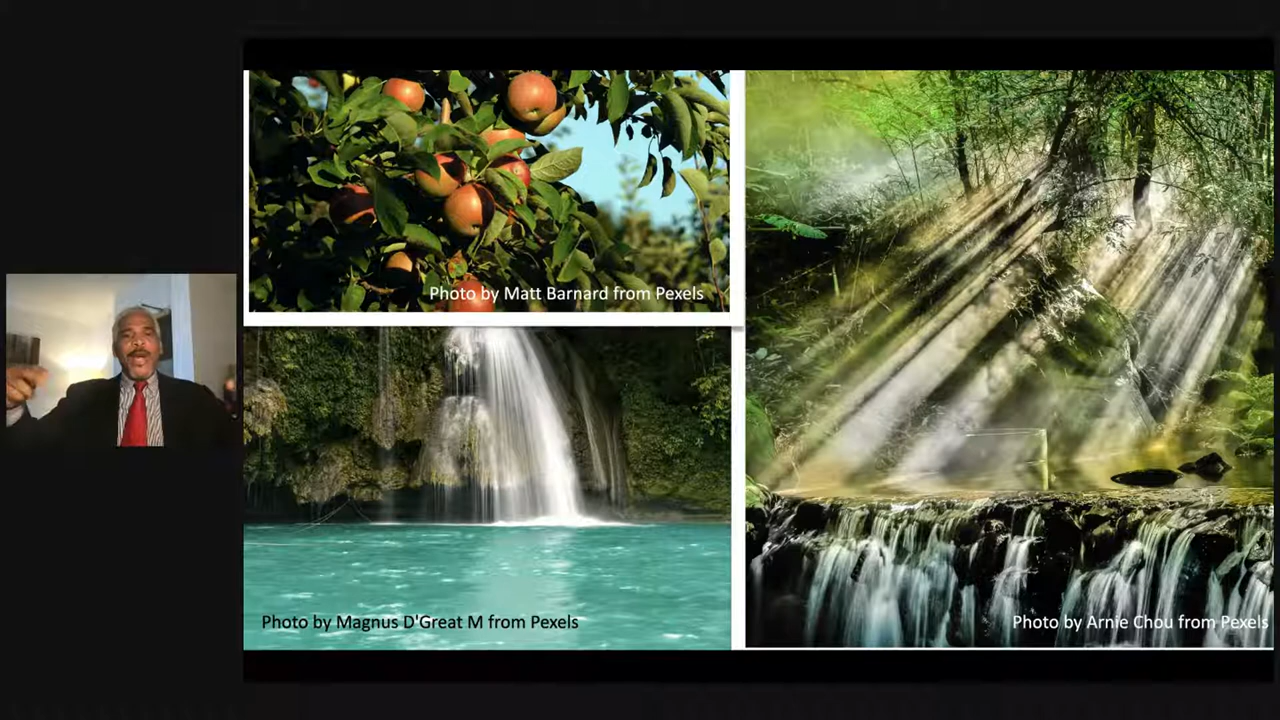 Photo by Matt Barnard from Pexels
Photo by Magnus D'Great M from Pexels
Photo by Arnie Chou from Pexels